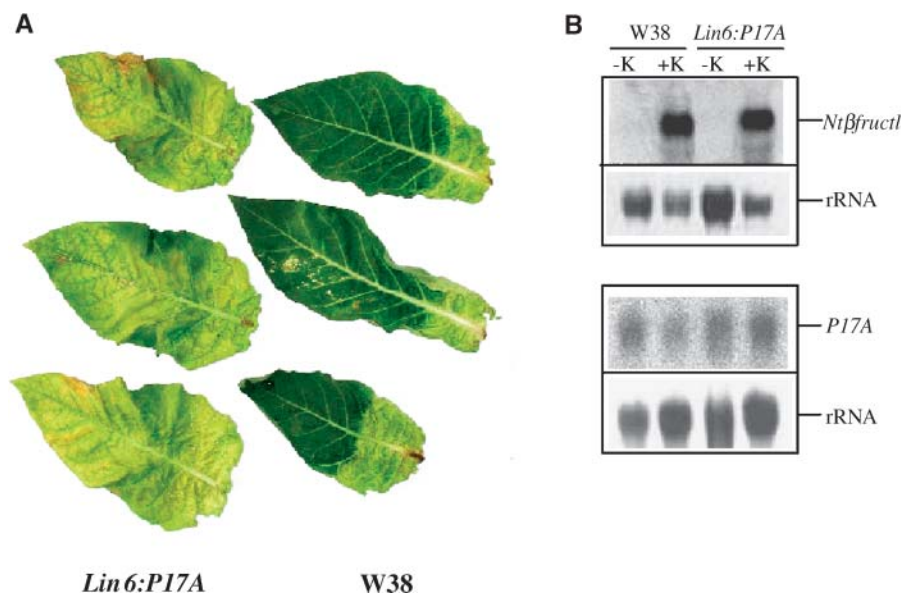 A
Lin6:P17A
W38
B
W38 Lin6:P17A
-K +K -K +K
Ntβfructl
rRNA
P17A
rRNA